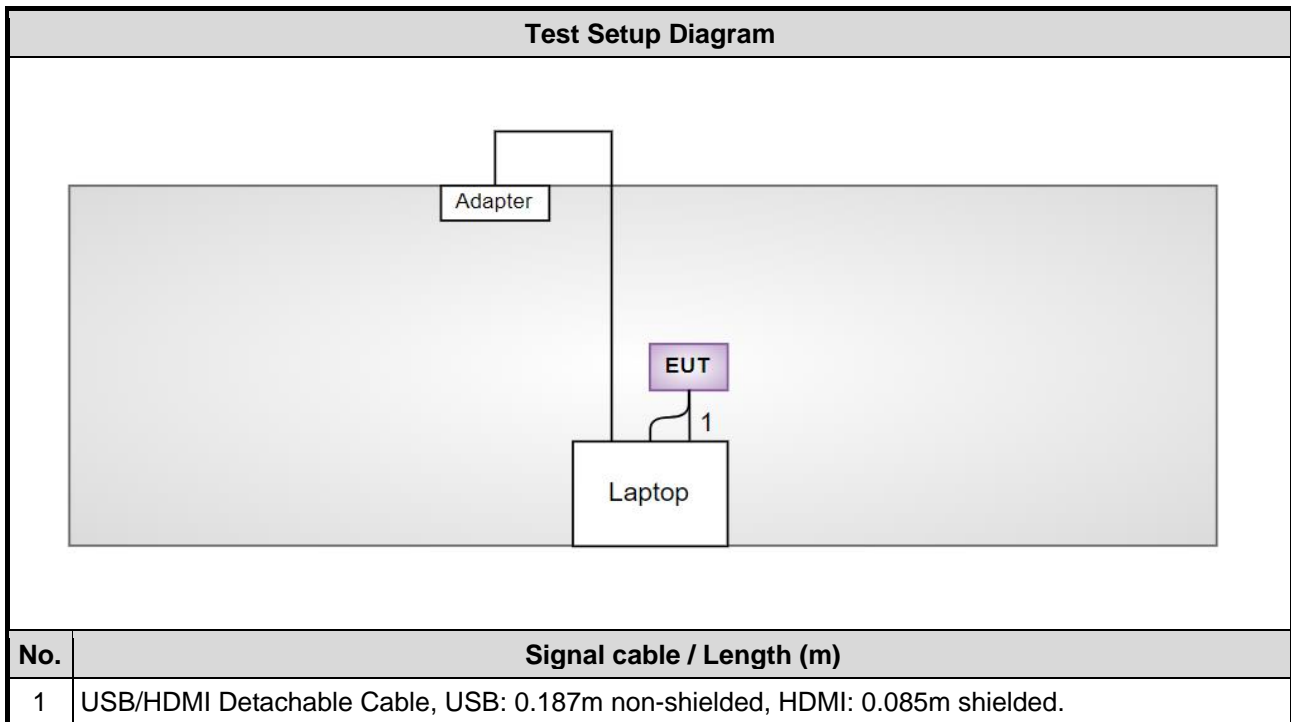 Test Setup Diagram
Adapter
EUT
1
Laptop
No. Signal cable / Length (m)
1 USB/HDMI Detachable Cable, USB: 0.187m non-shielded, HDMI: 0.085m shielded.